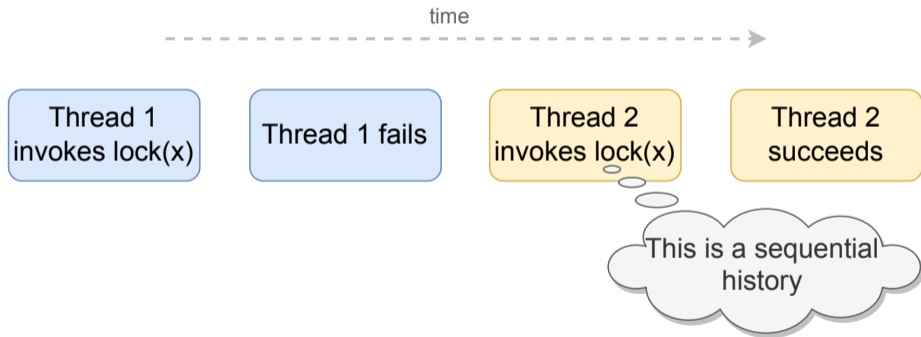 time
Thread 1
invokes lock(x)
Thread 1 fails
Thread 2
invokes lock(x)
Thread 2
succeeds
This is a sequential
history